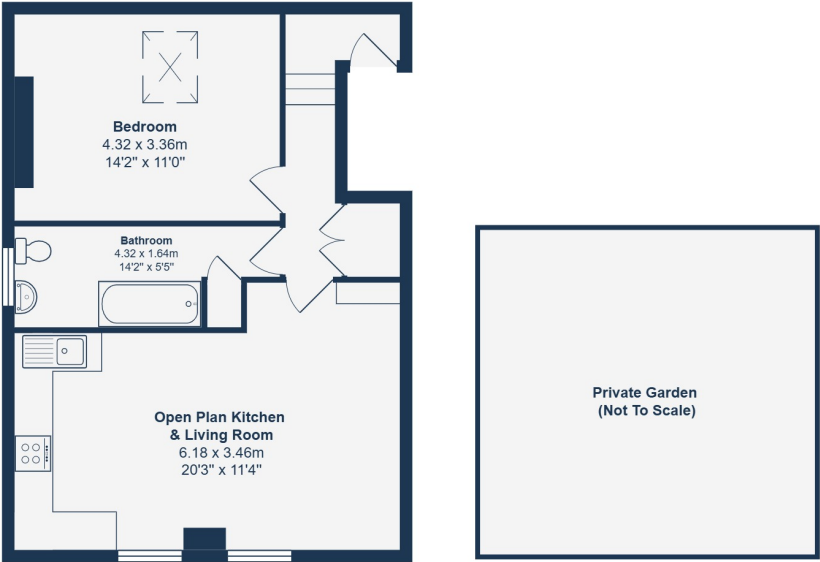 Bedroom
4.32 x 3.36m
14'2" x 11'0"
Bathroom
4.32 x 1.64m
14'2" x 5'5"
Open Plan Kitchen
& Living Room
6.18 x 3.46m
20'3" x 11'4"
Private Garden
(Not To Scale)